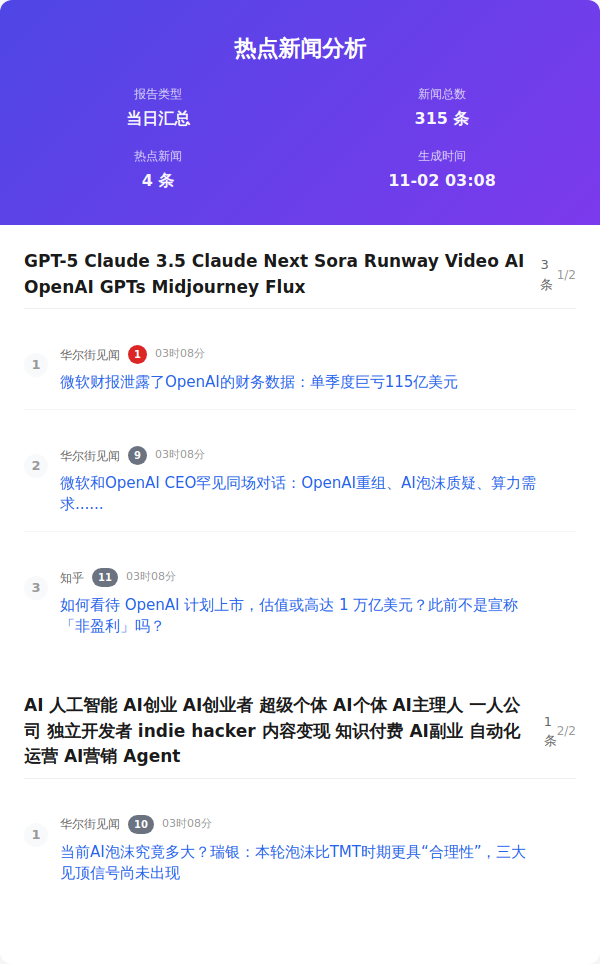 热点新闻分析
报告类型
新闻总数
当日汇总
315 条
热点新闻
生成时间
4 条
11-02 03:08
GPT-5 Claude 3.5 Claude Next Sora Runway Video AI
OpenAI GPTs Midjourney Flux
3
条
1/2
1
华尔街见闻 1 03时08分
微软财报泄露了OpenAI的财务数据：单季度巨亏115亿美元
2
华尔街见闻 9 03时08分
微软和OpenAI CEO罕见同场对话：OpenAI重组、AI泡沫质疑、算力需
求……
3
知乎 11 03时08分
如何看待 OpenAI 计划上市，估值或高达 1 万亿美元？此前不是宣称
「非盈利」吗？
AI 人工智能 AI创业 AI创业者 超级个体 AI个体 AI主理人 一人公
司 独立开发者 indie hacker 内容变现 知识付费 AI副业 自动化
运营 AI营销 Agent
1
条
2/2
1
华尔街见闻 10 03时08分
当前AI泡沫究竟多大？瑞银：本轮泡沫比TMT时期更具“合理性”，三大
见顶信号尚未出现